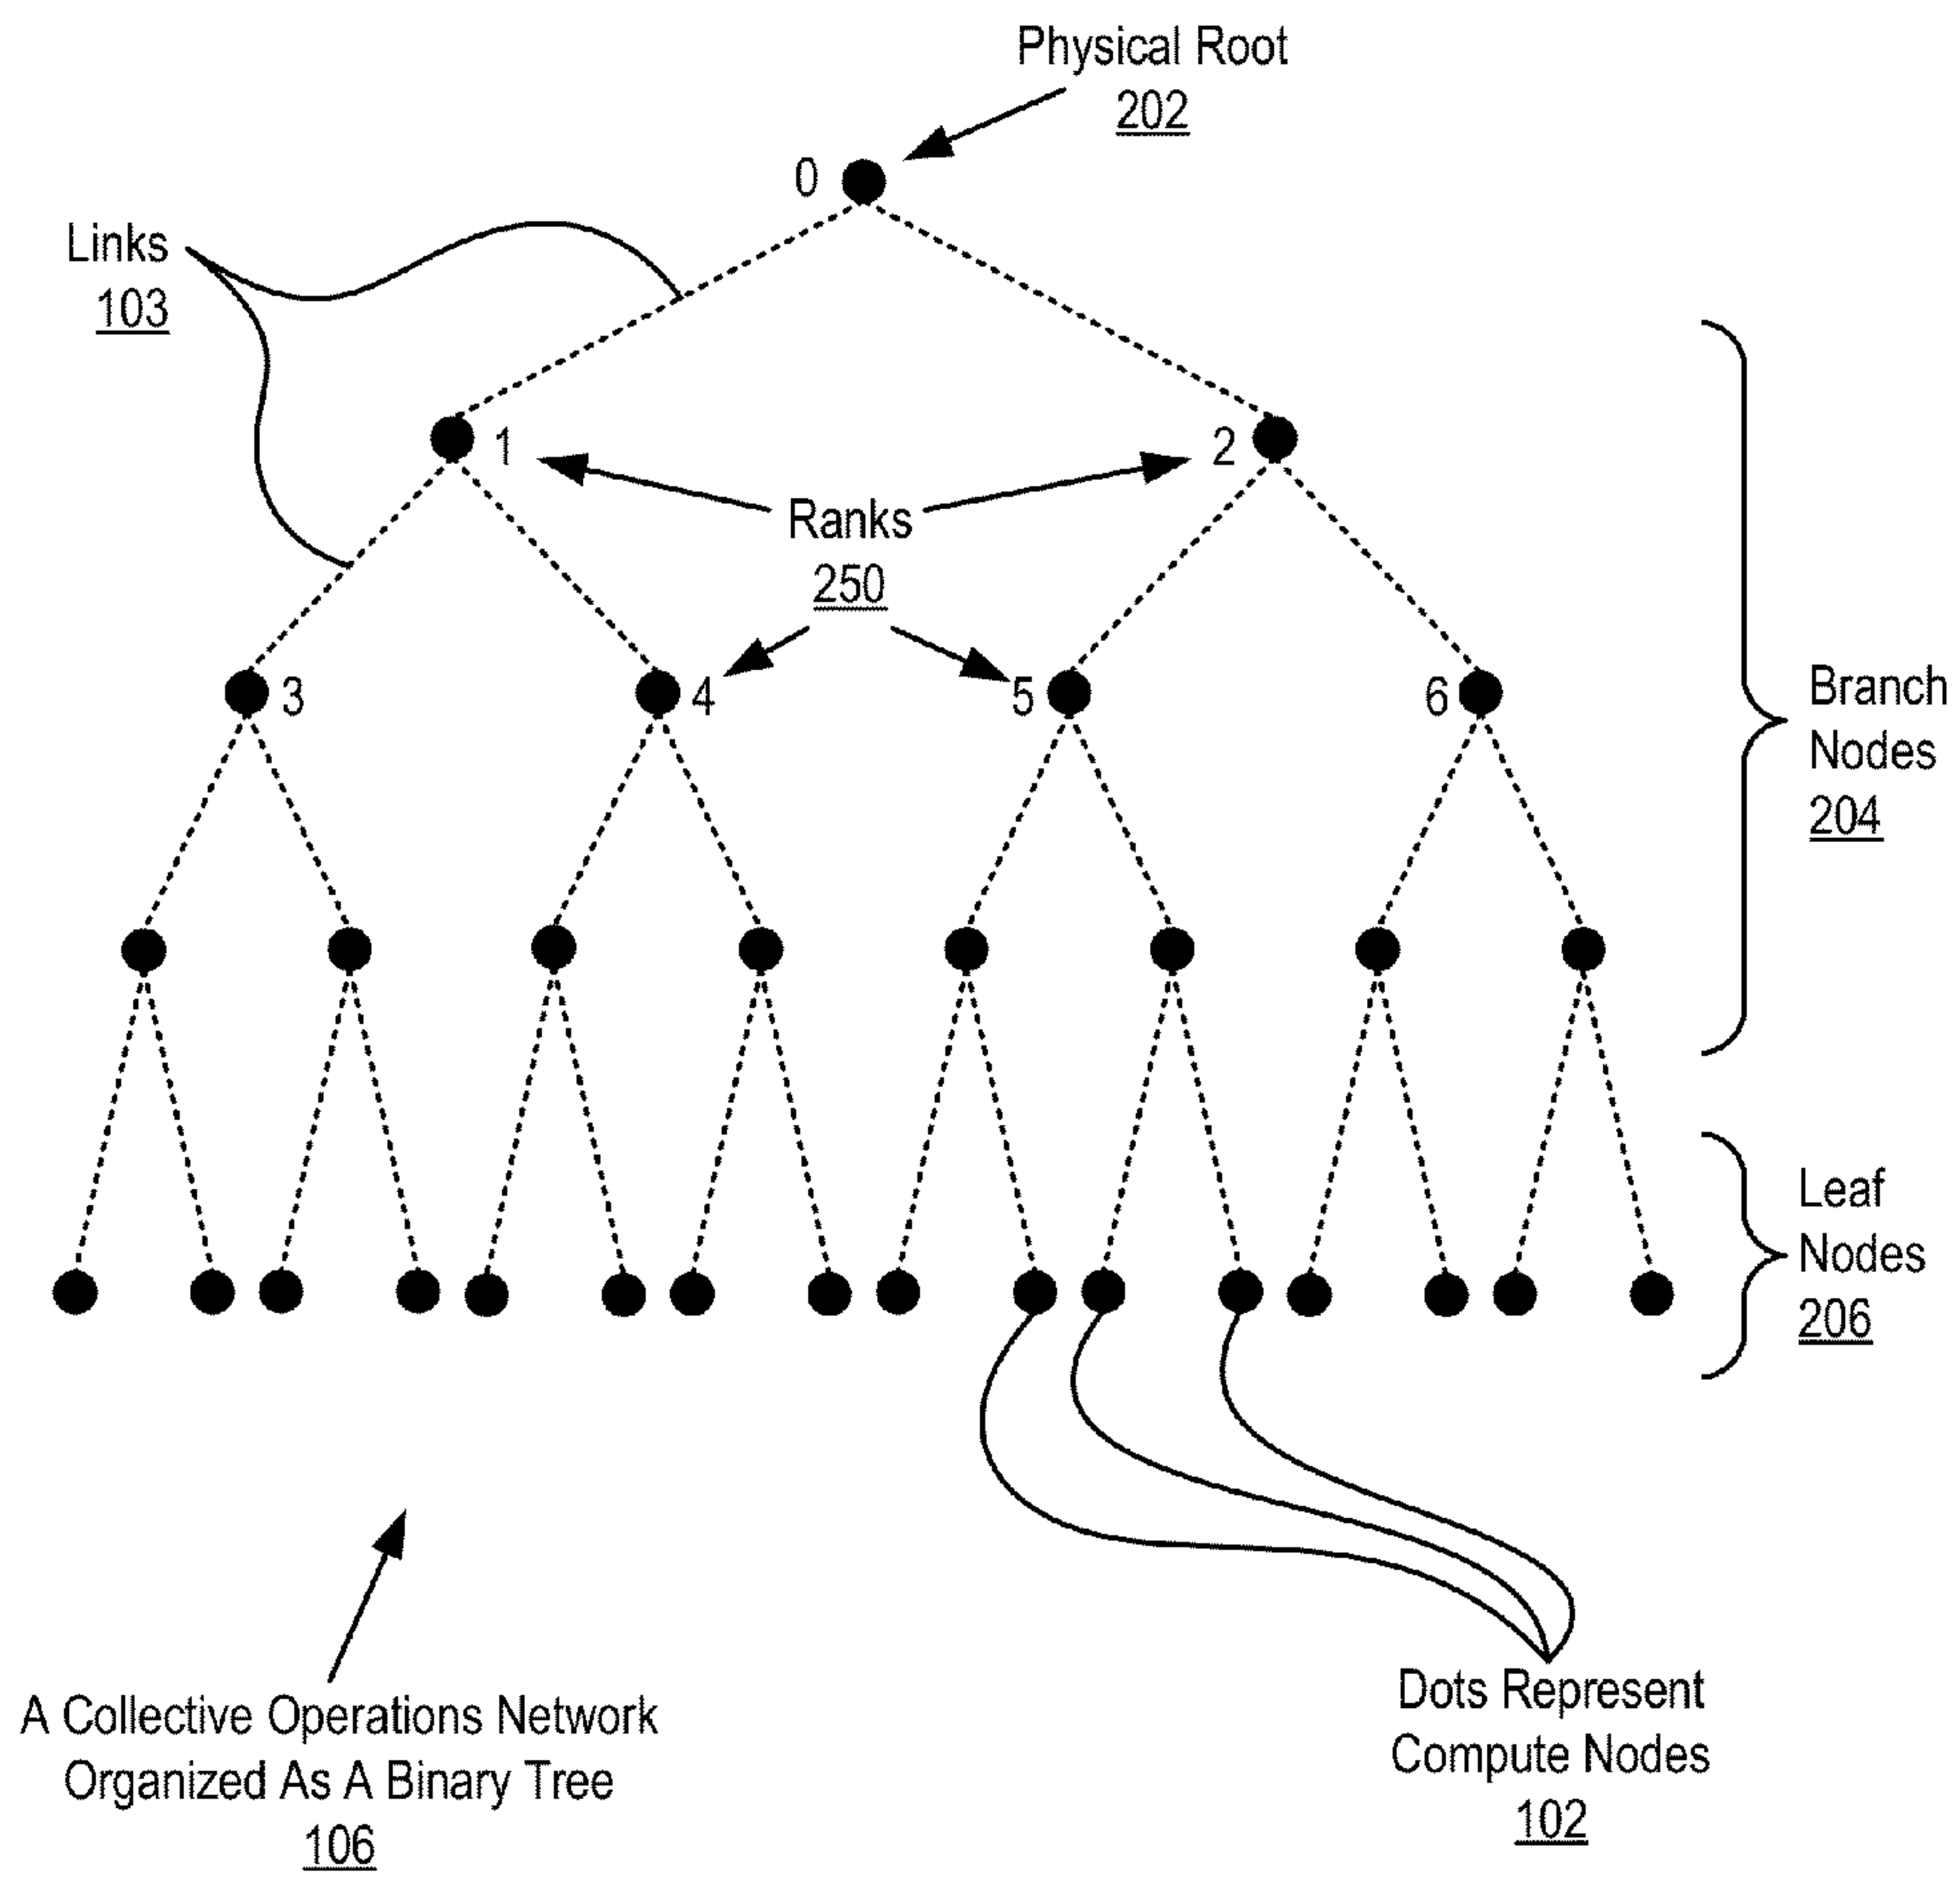 Physical Root
202
0
Links
103
1
2
Ranks
250
3
4
5
6
Branch
Nodes
204
Leaf
Nodes
206
A Collective Operations Network
Organized As A Binary Tree
106
Dots Represent
Compute Nodes
102